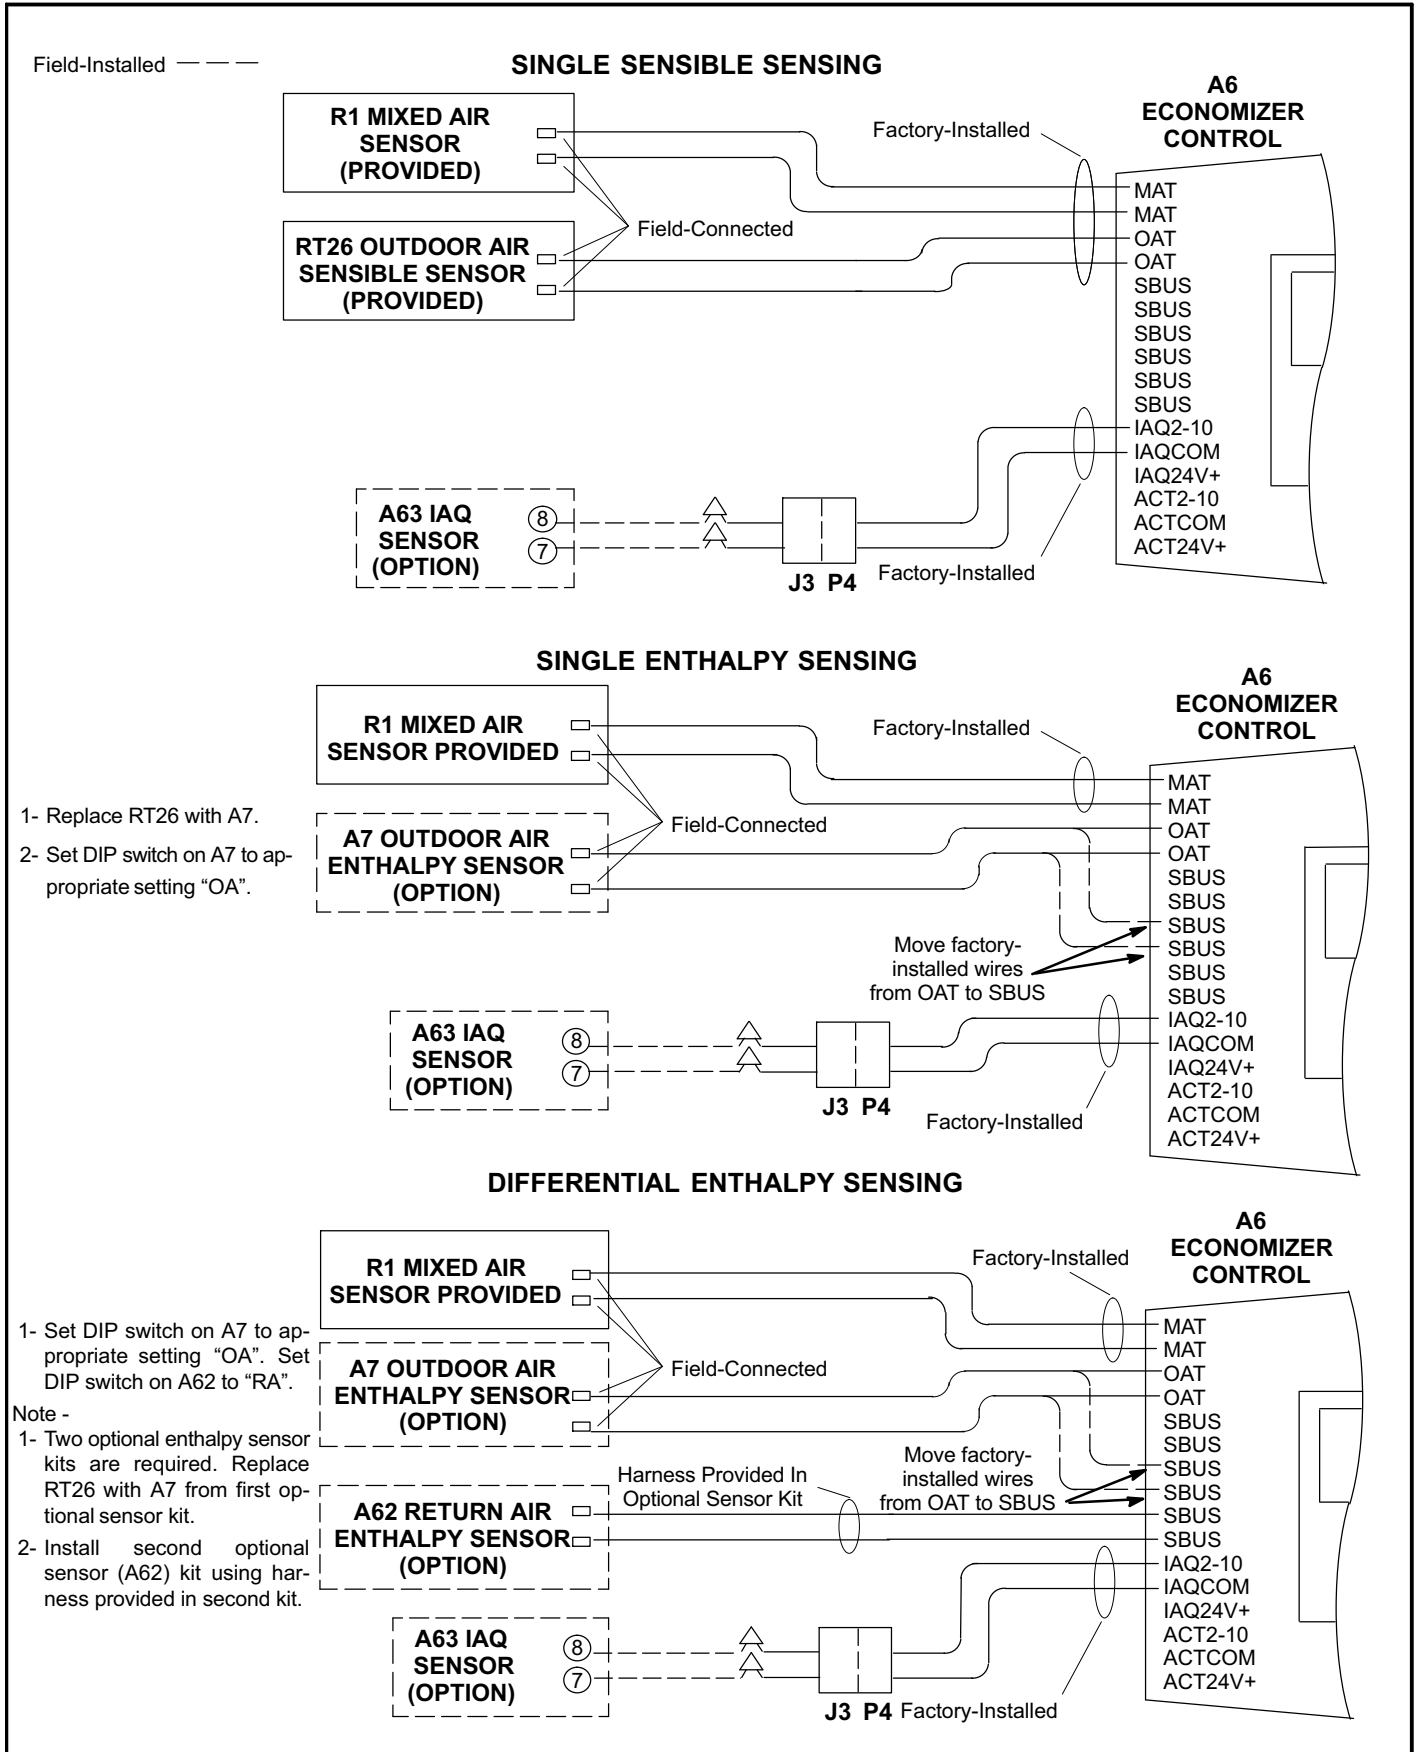 Field-Installed
SINGLE SENSIBLE SENSING
A6
ECONOMIZER
CONTROL
R1 MIXED AIR
SENSOR
(PROVIDED)
Factory-Installed
Field-Connected
RT26 OUTDOOR AIR
SENSIBLE SENSOR
(PROVIDED)
MAT
MAT
OAT
OAT
SBUS
SBUS
SBUS
SBUS
SBUS
SBUS
IAQ2-10
IAQCOM
IAQ24V+
ACT2-10
ACTCOM
ACT24V+
A63 IAQ
SENSOR
(OPTION)
8
7
J3 P4
Factory-Installed
SINGLE ENTHALPY SENSING
A6
ECONOMIZER
CONTROL
R1 MIXED AIR
SENSOR PROVIDED
Factory-Installed
1- Replace RT26 with A7.
2- Set DIP switch on A7 to ap-
propriate setting “OA”.
A7 OUTDOOR AIR
ENTHALPY SENSOR
(OPTION)
Field-Connected
MAT
MAT
OAT
OAT
SBUS
SBUS
SBUS
SBUS
SBUS
SBUS
IAQ2-10
IAQCOM
IAQ24V+
ACT2-10
ACTCOM
ACT24V+
Move factory-
installed wires
from OAT to SBUS
A63 IAQ
SENSOR
(OPTION)
8
7
J3 P4
Factory-Installed
DIFFERENTIAL ENTHALPY SENSING
A6
ECONOMIZER
CONTROL
R1 MIXED AIR
SENSOR PROVIDED
Factory-Installed
1- Set DIP switch on A7 to ap-
propriate setting “OA”. Set
DIP switch on A62 to “RA”.
Note -
1- Two optional enthalpy sensor
kits are required. Replace
RT26 with A7 from first op-
tional sensor kit.
2- Install second optional
sensor (A62) kit using har-
ness provided in second kit.
A7 OUTDOOR AIR
ENTHALPY SENSOR
(OPTION)
Field-Connected
MAT
MAT
OAT
OAT
SBUS
SBUS
SBUS
SBUS
SBUS
SBUS
IAQ2-10
IAQCOM
IAQ24V+
ACT2-10
ACTCOM
ACT24V+
Move factory-
installed wires
from OAT to SBUS
Harness Provided In
Optional Sensor Kit
A62 RETURN AIR
ENTHALPY SENSOR
(OPTION)
A63 IAQ
SENSOR
(OPTION)
8
7
J3 P4
Factory-Installed